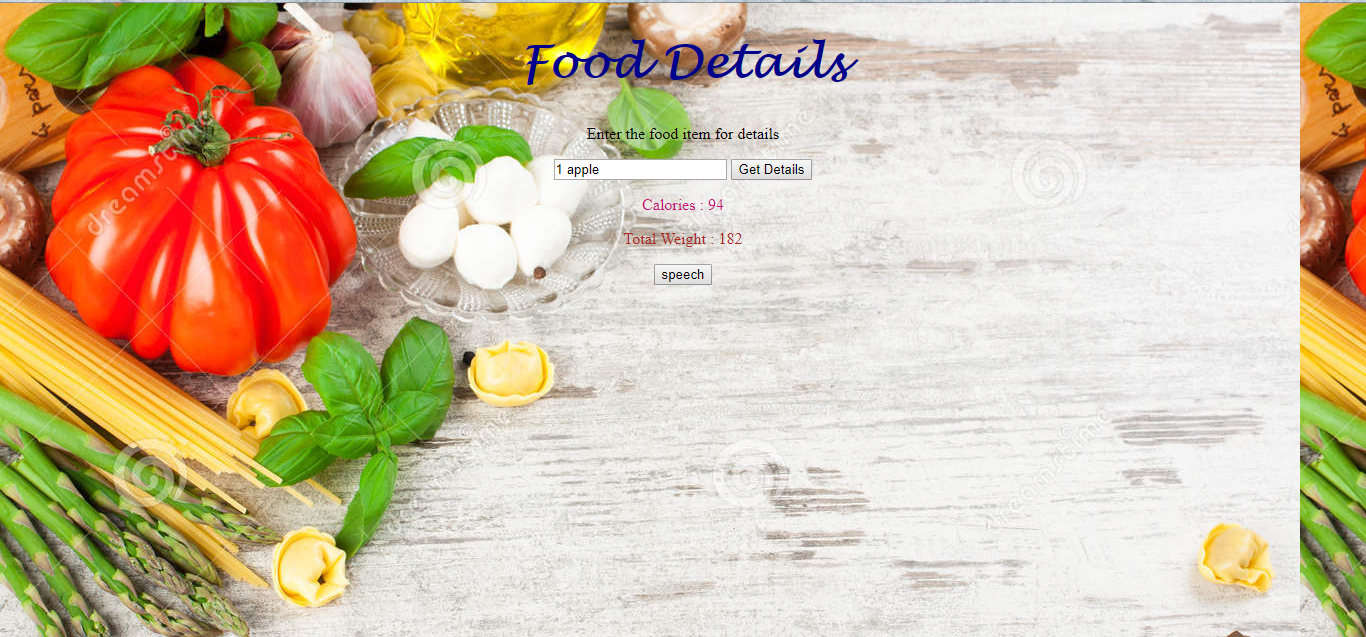 Food Details
Enter the food item for details
1 apple Get Details
Calories : 94
Total Weight : 182
speech
dreamstime
dreamstime